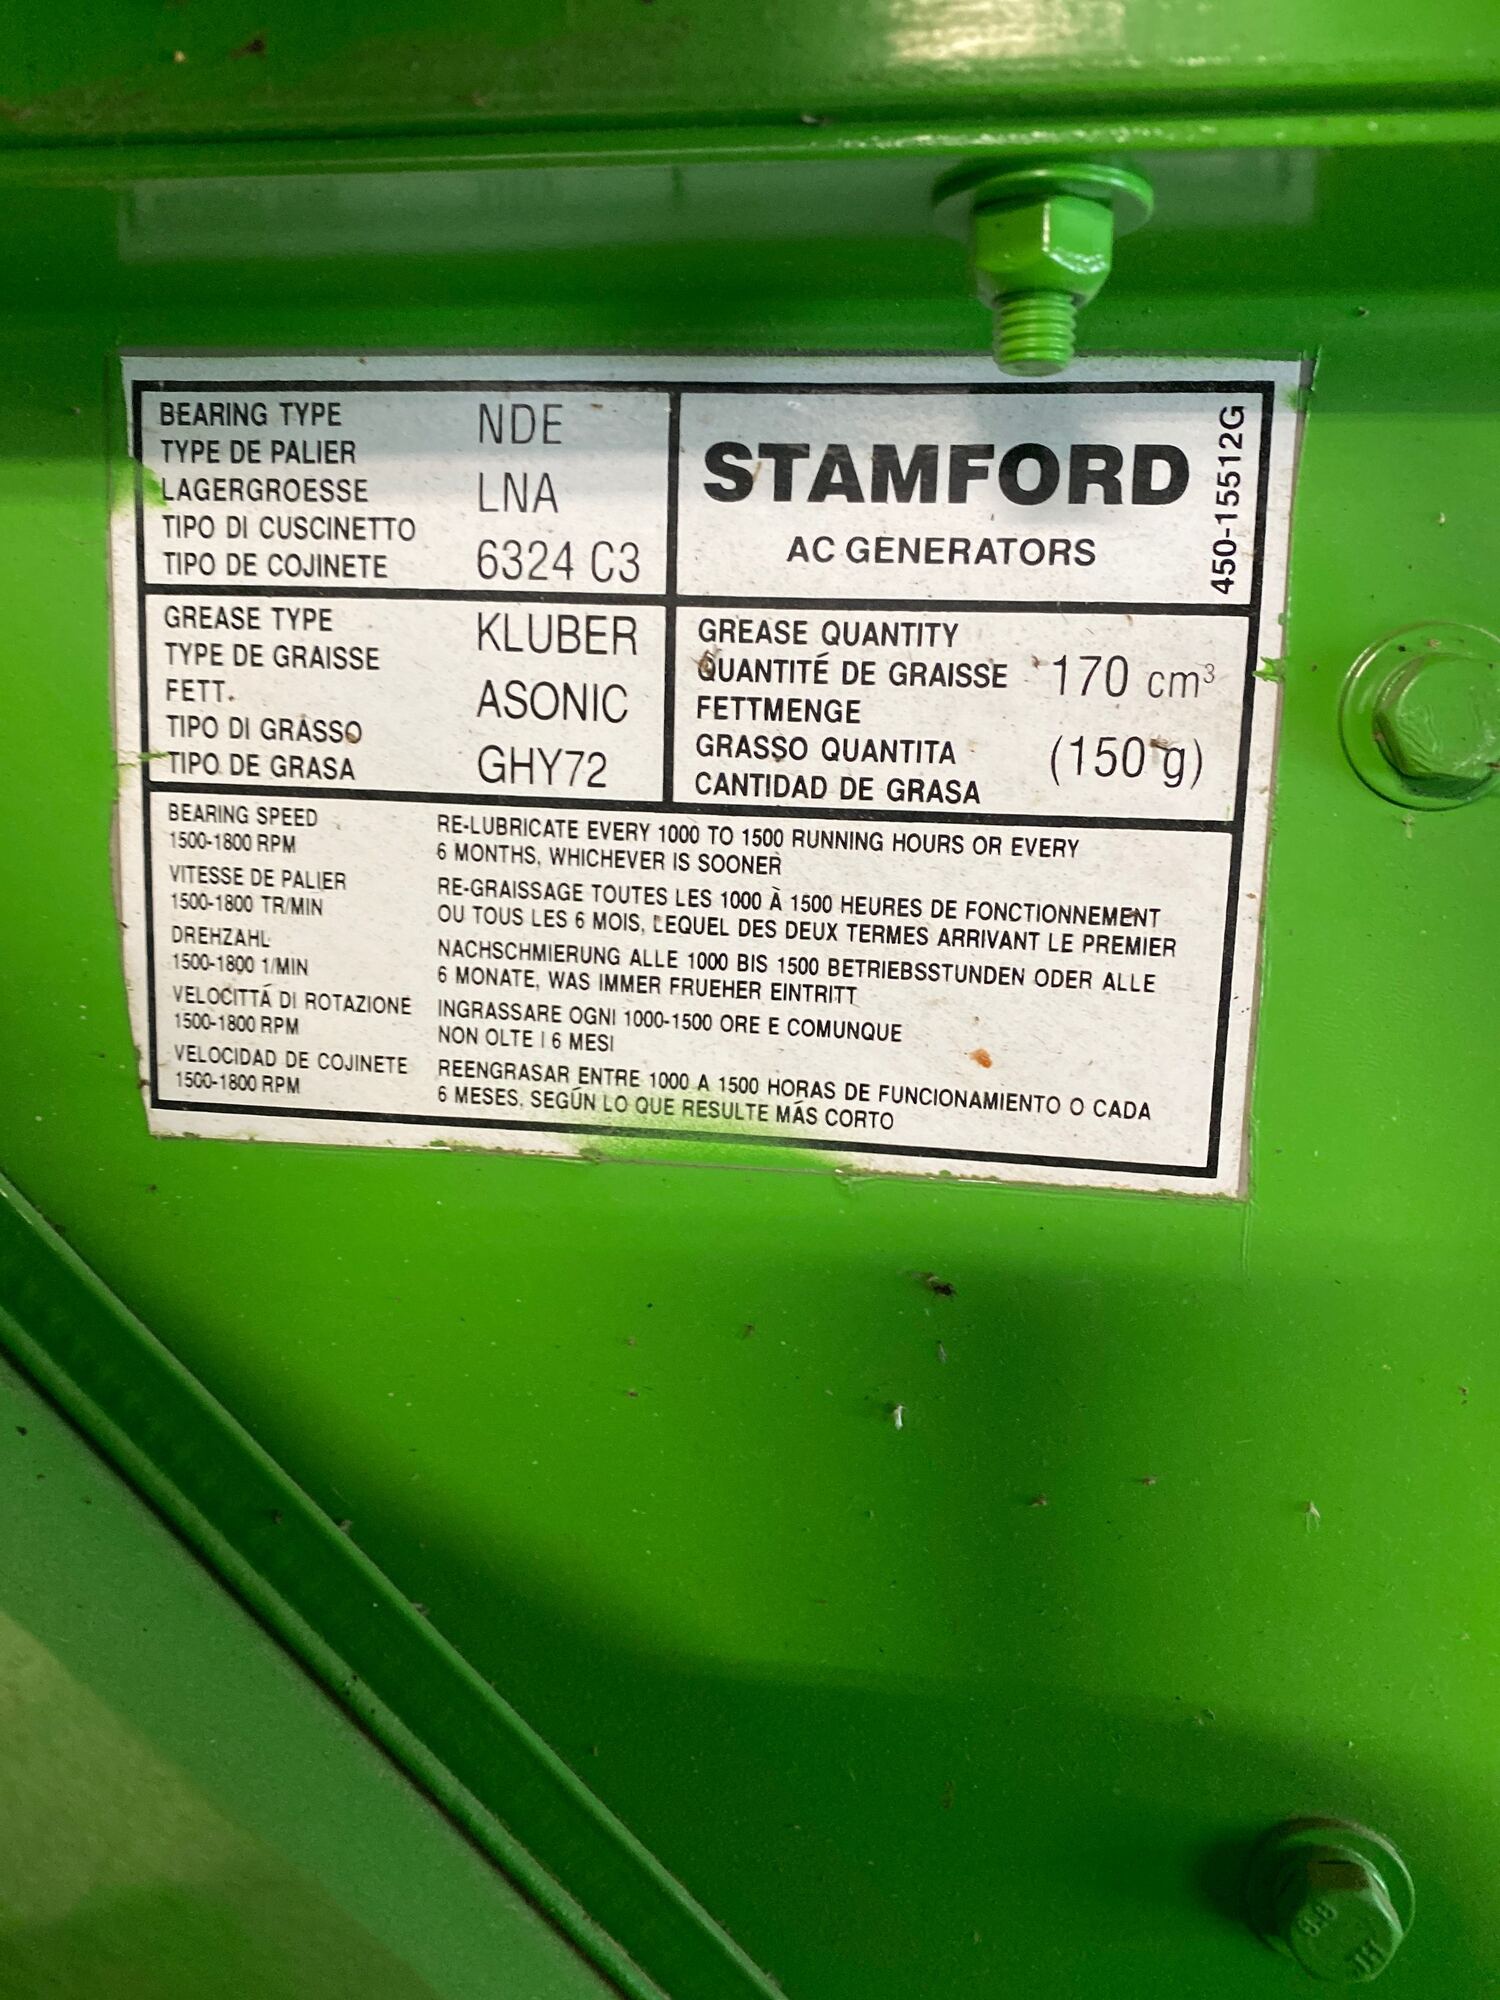 BEARING TYPE
TYPE DE PALIER
LAGERGROESSE
TIPO DI CUSCINETTO
TIPO DE COJINETE
NDE
LNA
6324 C3
STAMFORD
AC GENERATORS
450-15512G
GREASE TYPE
TYPE DE GRAISSE
FETT.
TIPO DI GRASSO
TIPO DE GRASA
KLUBER
ASONIC
GHY72
GREASE QUANTITY
QUANTITÉ DE GRAISSE
FETTMENGE
GRASSO QUANTITA
CANTIDAD DE GRASA
170 cm³
(150 g)
BEARING SPEED
1500-1800 RPM
RE-LUBRICATE EVERY 1000 TO 1500 RUNNING HOURS OR EVERY
6 MONTHS, WHICHEVER IS SOONER
VITESSE DE PALIER
1500-1800 TR/MIN
RE-GRAISSAGE TOUTES LES 1000 À 1500 HEURES DE FONCTIONNEMENT
OU TOUS LES 6 MOIS, LEQUEL DES DEUX TERMES ARRIVANT LE PREMIER
DREHZAHL
1500-1800 1/MIN
NACHSCHMIERUNG ALLE 1000 BIS 1500 BETRIEBSSTUNDEN ODER ALLE
6 MONATE, WAS IMMER FRUEHER EINTRITT
VELOCITTÁ DI ROTAZIONE
1500-1800 RPM
INGRASSARE OGNI 1000-1500 ORE E COMUNQUE
NON OLTE I 6 MESI
VELOCIDAD DE COJINETE
1500-1800 RPM
REENGRASAR ENTRE 1000 A 1500 HORAS DE FUNCIONAMIENTO O CADA
6 MESES, SEGÚN LO QUE RESULTE MÁS CORTO
8.8